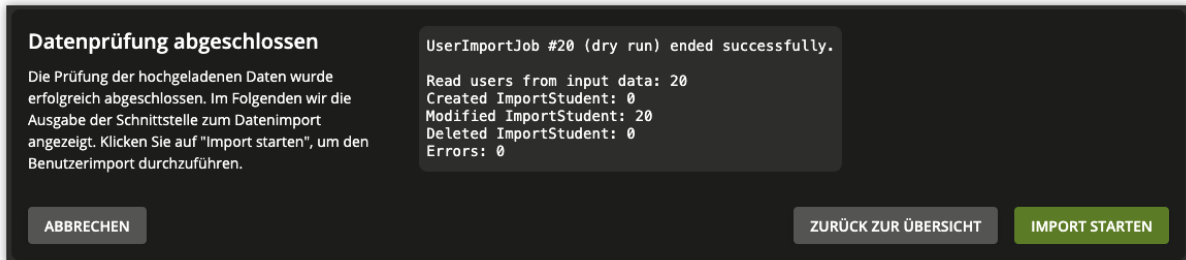 Datenprüfung abgeschlossen
Die Prüfung der hochgeladenen Daten wurde
erfolgreich abgeschlossen. Im Folgenden wir die
Ausgabe der Schnittstelle zum Datenimport
angezeigt. Klicken Sie auf "Import starten", um den
Benutzerimport durchzuführen.
UserImportJob #20 (dry run) ended successfully.
Read users from input data: 20
Created ImportStudent: 0
Modified ImportStudent: 20
Deleted ImportStudent: 0
Errors: 0
ABBRECHEN
ZURÜCK ZUR ÜBERSICHT
IMPORT STARTEN